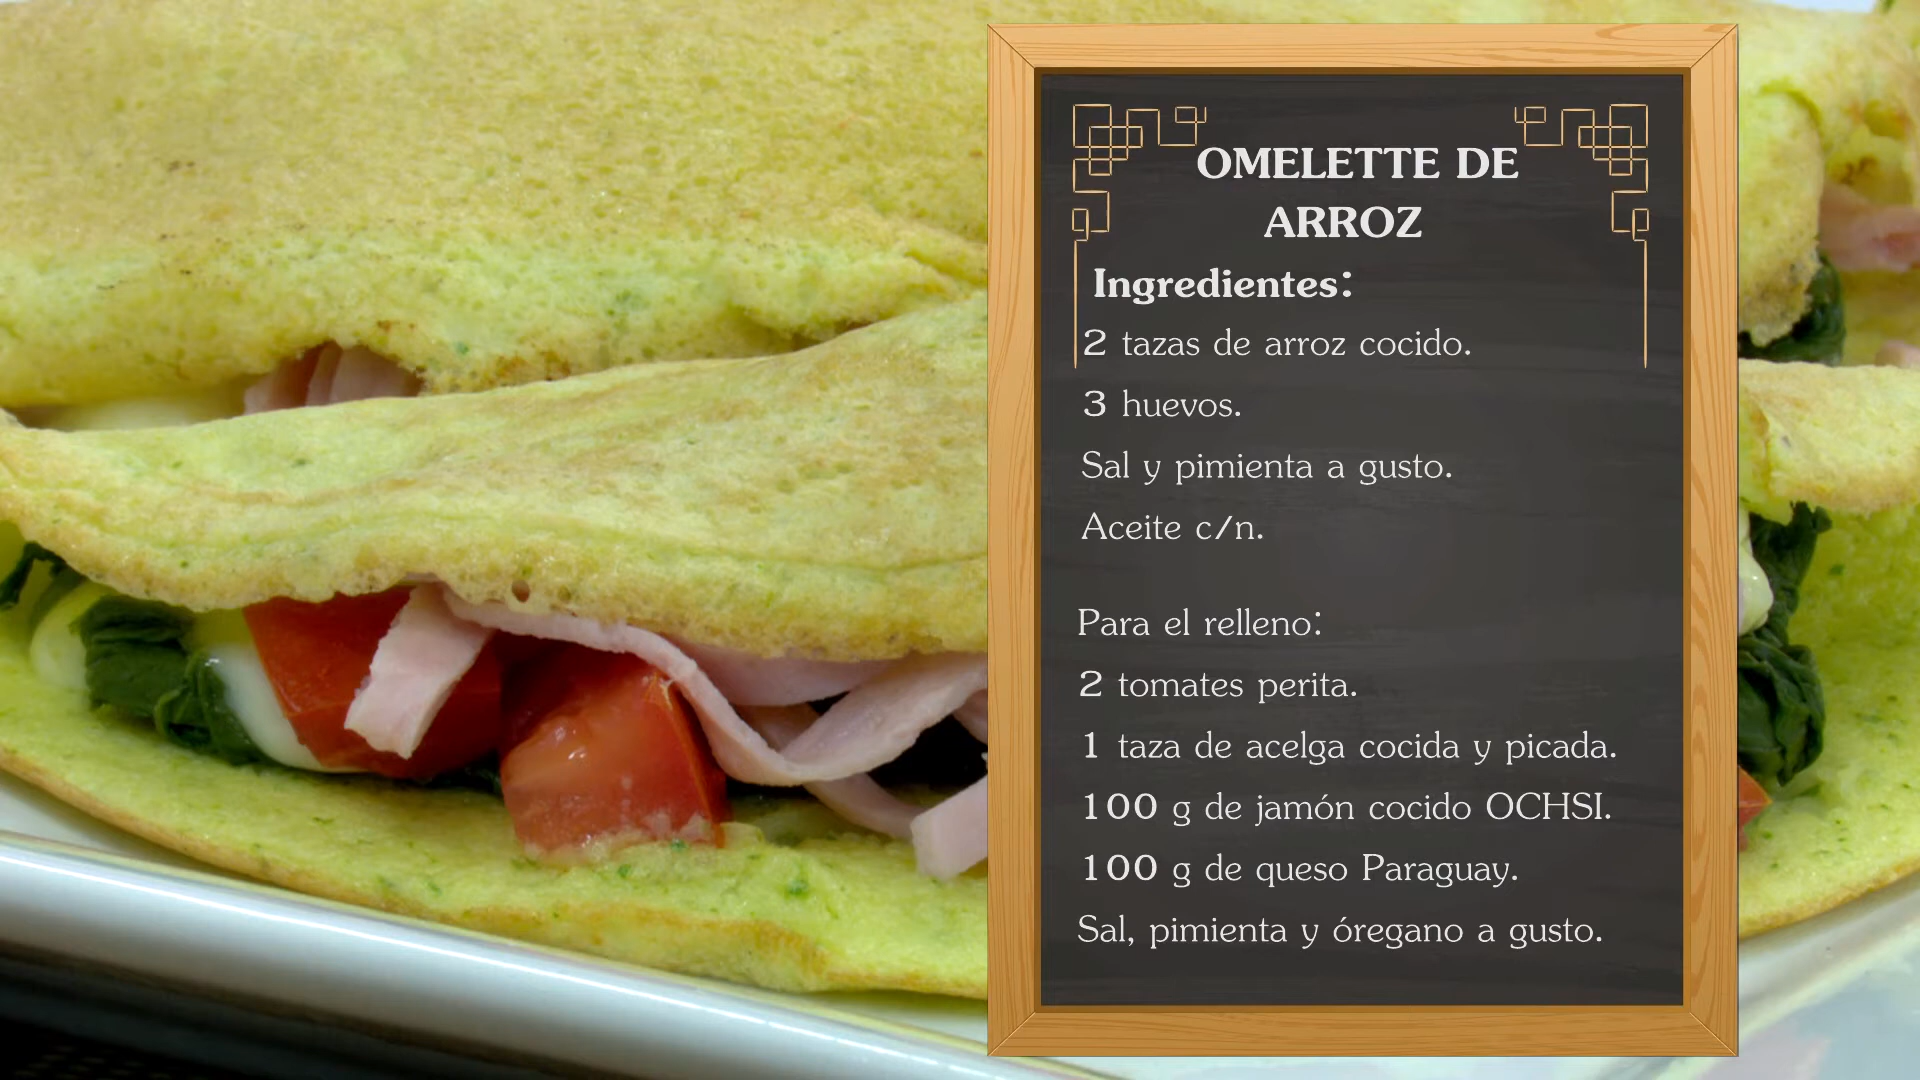 OMELETTE DE
ARROZ
Ingredientes:
2 tazas de arroz cocido.
3 huevos.
Sal y pimienta a gusto.
Aceite c/n.
Para el relleno:
2 tomates perita.
1 taza de acelga cocida y picada.
100 g de jamón cocido OCHSI.
100 g de queso Paraguay.
Sal, pimienta y óregano a gusto.